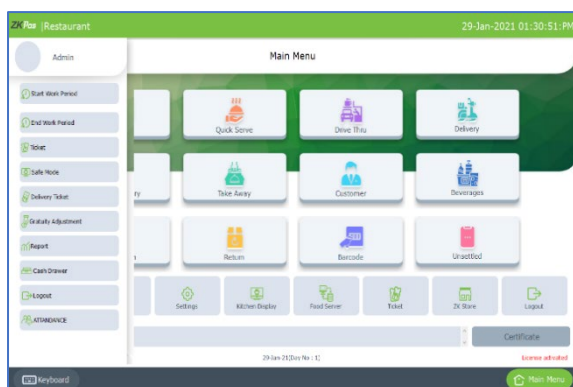 ZKPos |Restaurant
29-Jan-2021 01:30:51:PM
Admin
Main Menu
Start Work Period
End Work Period
Ticket
Safe Mode
Delivery Ticket
Gratuity Adjustment
Report
Cash Drawer
Logout
ATTANDANCE
Quick Serve
Drive Thru
Delivery
ry
Take Away
Customer
Beverages
n
Return
Barcode
Unsettled
Settings
Kitchen Display
Food Server
Ticket
ZK Store
Logout
Certificate
29-Jan-21(Day No : 1)
License activated
Keyboard
Main Menu